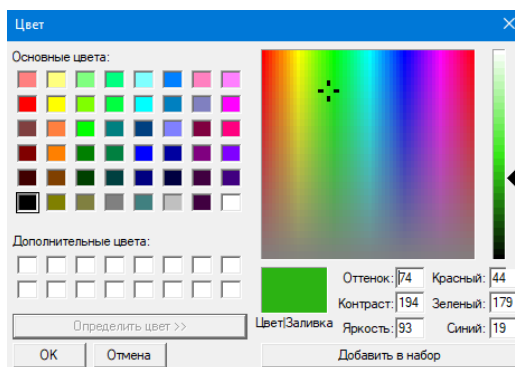 Цвет
Основные цвета:
Дополнительные цвета:
Определить цвет >>
ОК
Отмена
Цвет|Заливка
Оттенок: 74
Контраст: 194
Яркость: 93
Красный: 44
Зеленый: 179
Синий: 19
Добавить в набор